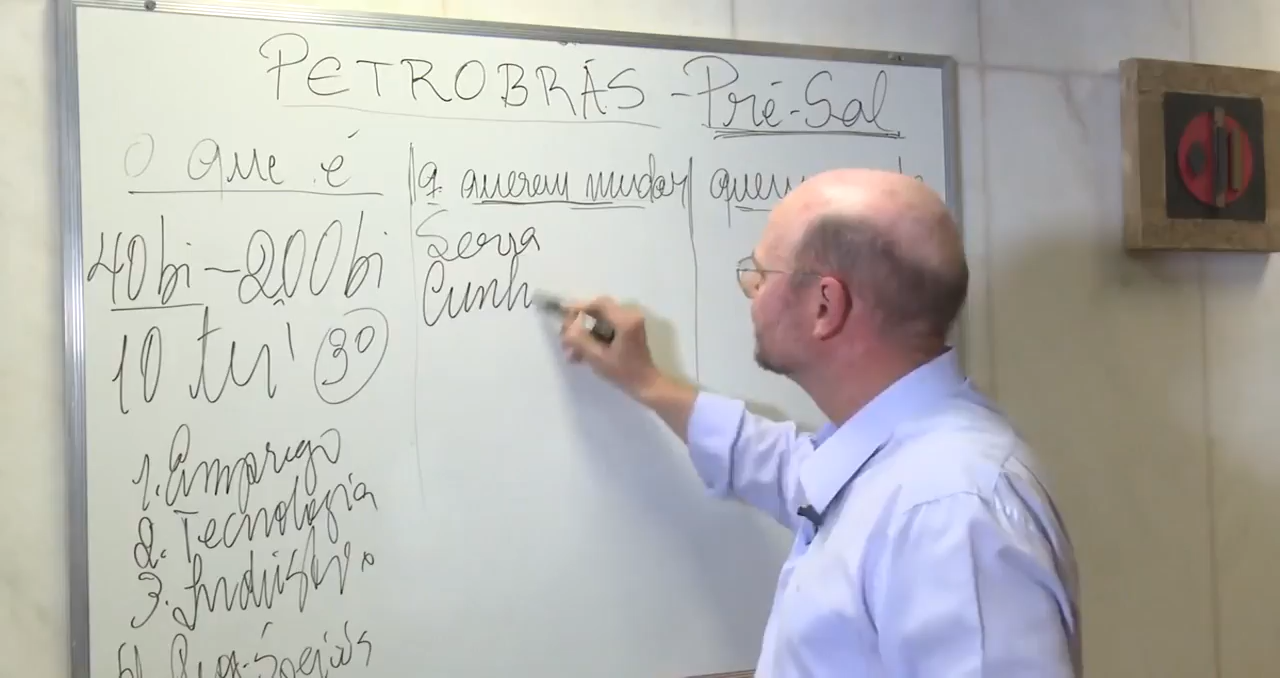 PETROBRÁS - Pré-Sal
O que é
q. querem mudar
quer
40 bi - 200 bi
10 tri 30
1. Emprego
2. Tecnologia
3. Indústria
Serra
Cunh